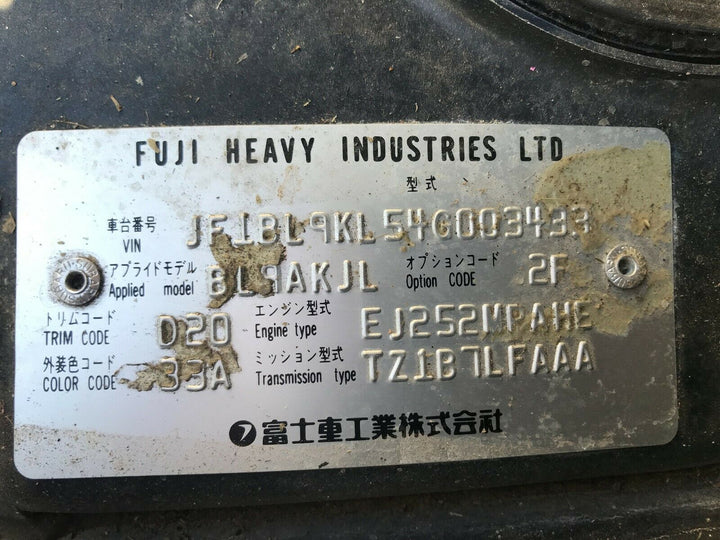 FUJI HEAVY INDUSTRIES LTD
型式
車台番号 VIN JF1BL9KL54G003433
アプライドモデル Applied model BL9AKJL オプションコード Option CODE 2F
トリムコード TRIM CODE D20 エンジン型式 Engine type EJ252NPAHE
外装色コード COLOR CODE 33A ミッション型式 Transmission type TZ1B7LFAAA
富士重工業株式会社